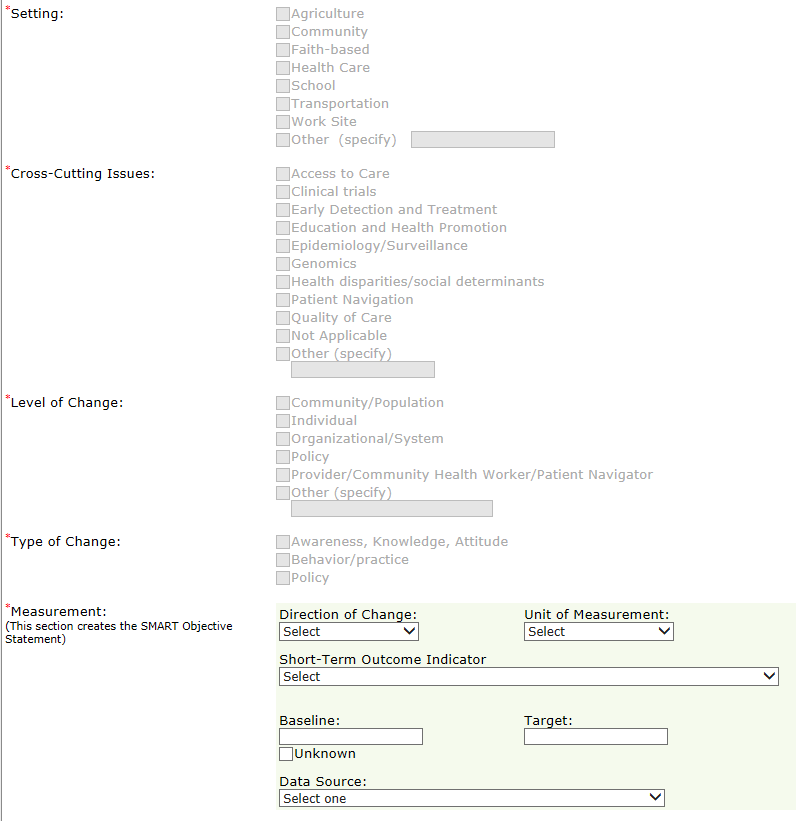 *Setting:
Agriculture
Community
Faith-based
Health Care
School
Transportation
Work Site
Other (specify)
*Cross-Cutting Issues:
Access to Care
Clinical trials
Early Detection and Treatment
Education and Health Promotion
Epidemiology/Surveillance
Genomics
Health disparities/social determinants
Patient Navigation
Quality of Care
Not Applicable
Other (specify)
*Level of Change:
Community/Population
Individual
Organizational/System
Policy
Provider/Community Health Worker/Patient Navigator
Other (specify)
*Type of Change:
Awareness, Knowledge, Attitude
Behavior/practice
Policy
*Measurement:
(This section creates the SMART Objective
Statement)
Direction of Change: Unit of Measurement:
Select Select
Short-Term Outcome Indicator
Select
Baseline: Target:
Unknown
Data Source:
Select one